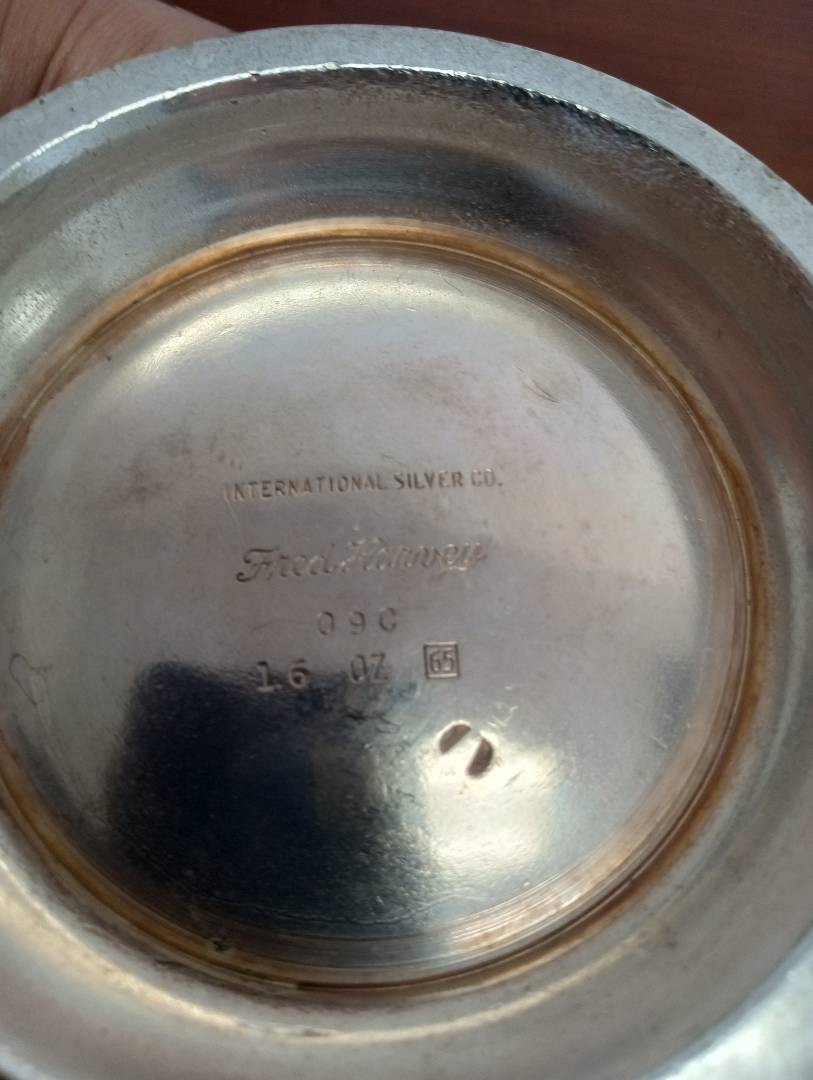 INTERNATIONAL SILVER CO.
Fred Harvey
09C
16 OZ 65